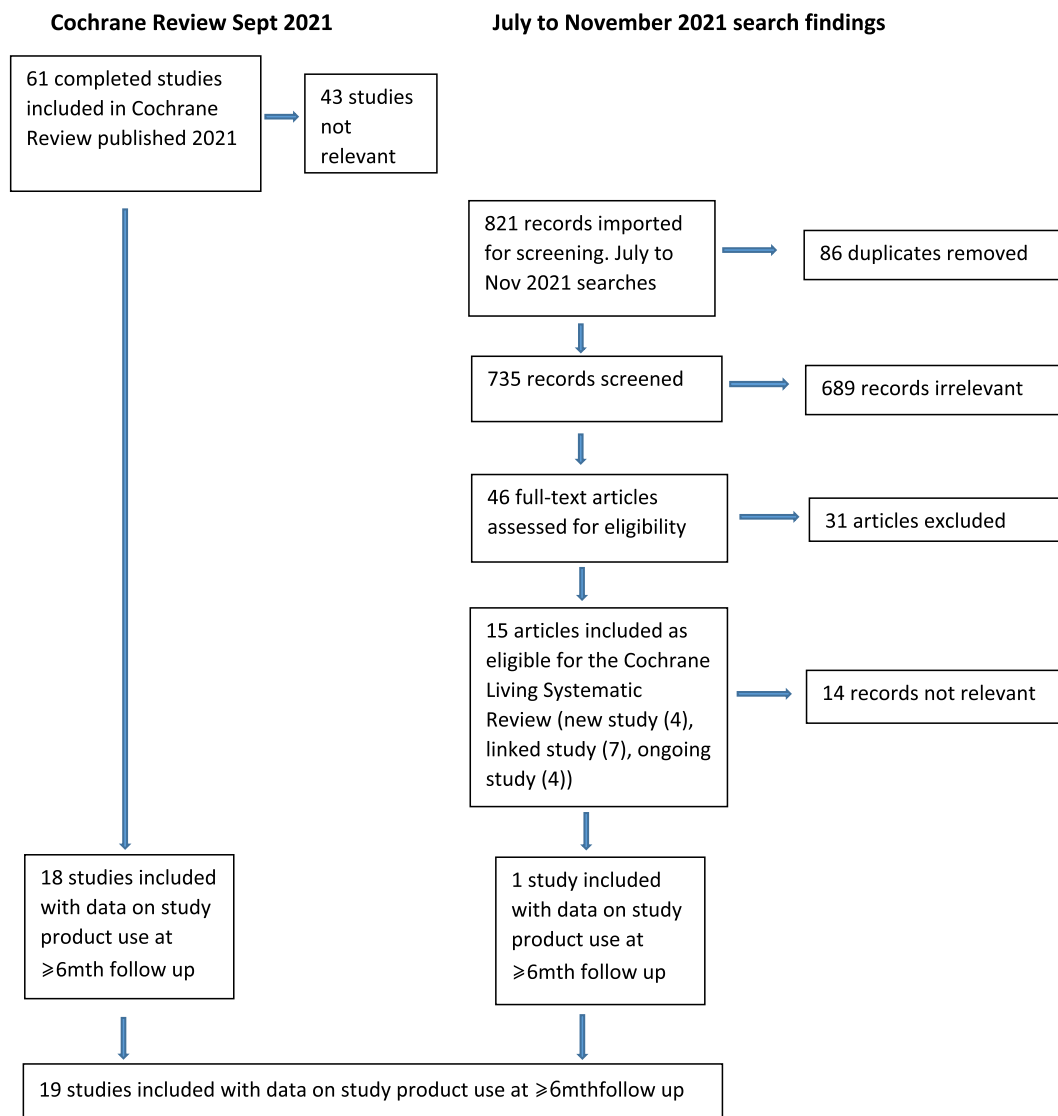 Cochrane Review Sept 2021
July to November 2021 search findings
61 completed studies
included in Cochrane
Review published 2021
43 studies
not
relevant
821 records imported
for screening. July to
Nov 2021 searches
86 duplicates removed
735 records screened
689 records irrelevant
46 full-text articles
assessed for eligibility
31 articles excluded
15 articles included as
eligible for the Cochrane
Living Systematic
Review (new study (4),
linked study (7), ongoing
study (4))
14 records not relevant
18 studies included
with data on study
product use at
⩾6mth follow up
1 study included
with data on study
product use at
⩾6mth follow up
19 studies included with data on study product use at ⩾6mthfollow up